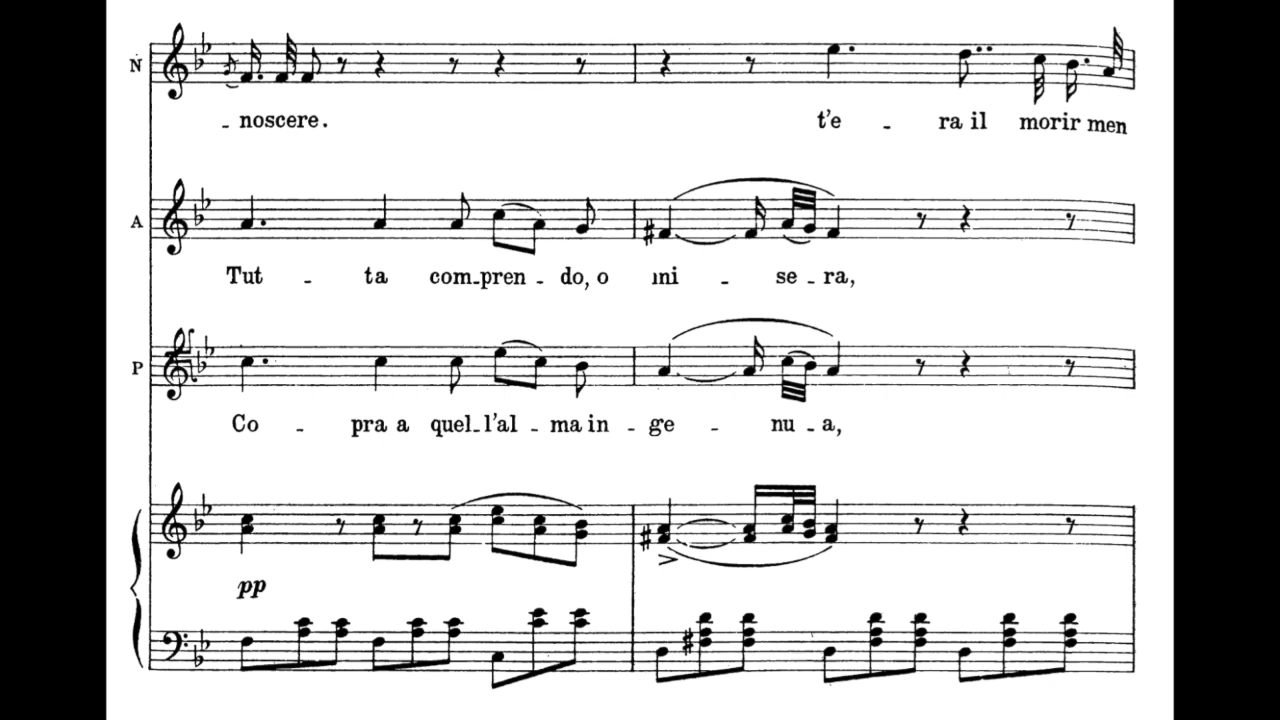 N
- noscere. t'e - ra il morir men
A
Tut - ta com-pren - do, o mi - se - ra,
P
Co - pra a quel-l'al - ma in - ge - nu - a,
pp